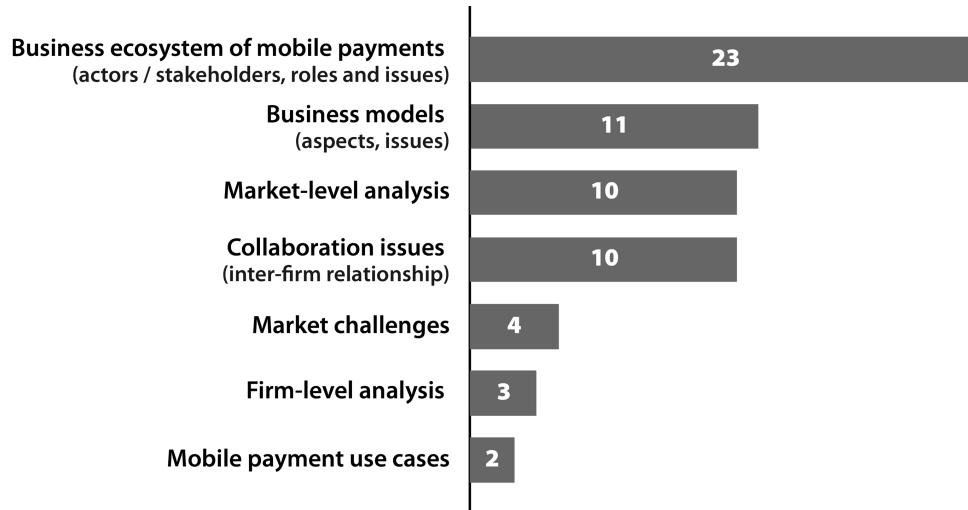 Business ecosystem of mobile payments
(actors / stakeholders, roles and issues)
23
Business models
(aspects, issues)
11
Market-level analysis
10
Collaboration issues
(inter-firm relationship)
10
Market challenges
4
Firm-level analysis
3
Mobile payment use cases
2